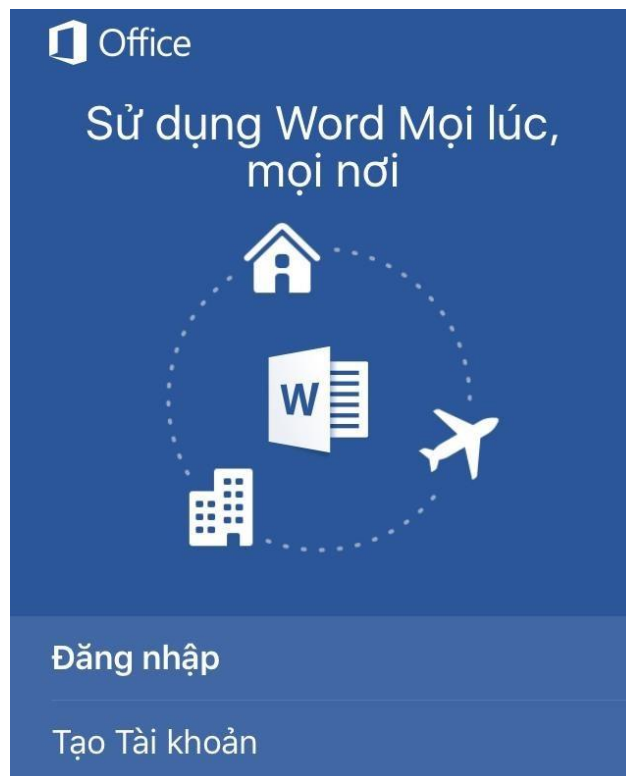 Office
Sử dụng Word Mọi lúc,
mọi nơi
W
Đăng nhập
Tạo Tài khoản